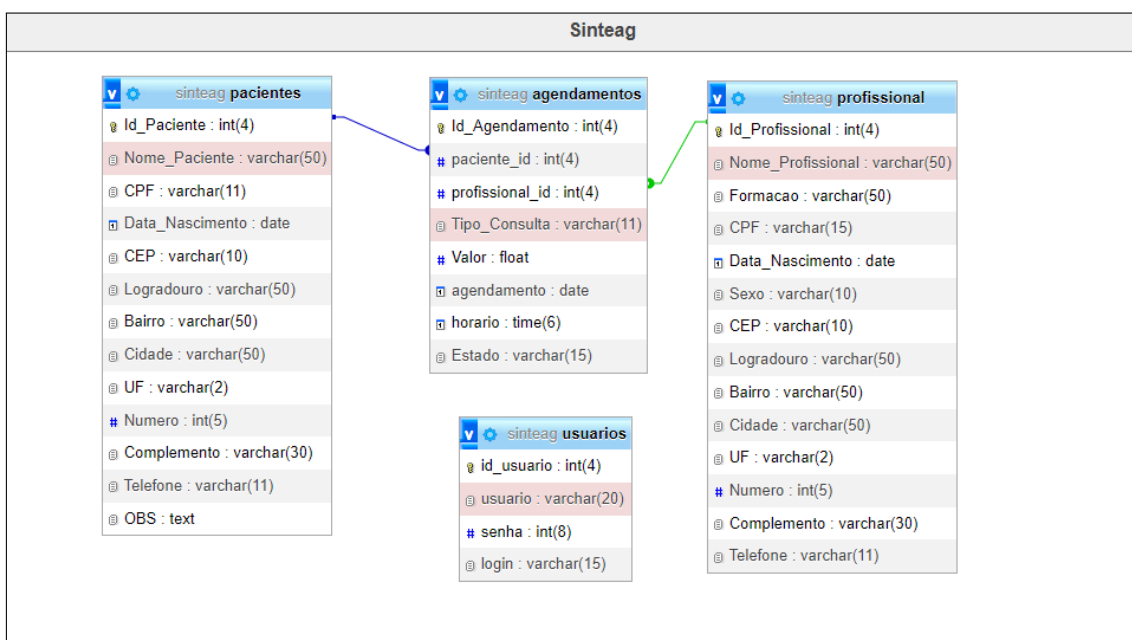 Sinteag
sinteag pacientes
Id_Paciente : int(4)
Nome_Paciente : varchar(50)
CPF : varchar(11)
Data_Nascimento : date
CEP : varchar(10)
Logradouro : varchar(50)
Bairro : varchar(50)
Cidade : varchar(50)
UF : varchar(2)
Numero : int(5)
Complemento : varchar(30)
Telefone : varchar(11)
OBS : text
sinteag agendamentos
Id_Agendamento : int(4)
paciente_id : int(4)
profissional_id : int(4)
Tipo_Consulta : varchar(11)
Valor : float
agendamento : date
horario : time(6)
Estado : varchar(15)
sinteag usuarios
id_usuario : int(4)
usuario : varchar(20)
senha : int(8)
login : varchar(15)
sinteag profissional
Id_Profissional : int(4)
Nome_Profissional : varchar(50)
Formacao : varchar(50)
CPF : varchar(15)
Data_Nascimento : date
Sexo : varchar(10)
CEP : varchar(10)
Logradouro : varchar(50)
Bairro : varchar(50)
Cidade : varchar(50)
UF : varchar(2)
Numero : int(5)
Complemento : varchar(30)
Telefone : varchar(11)